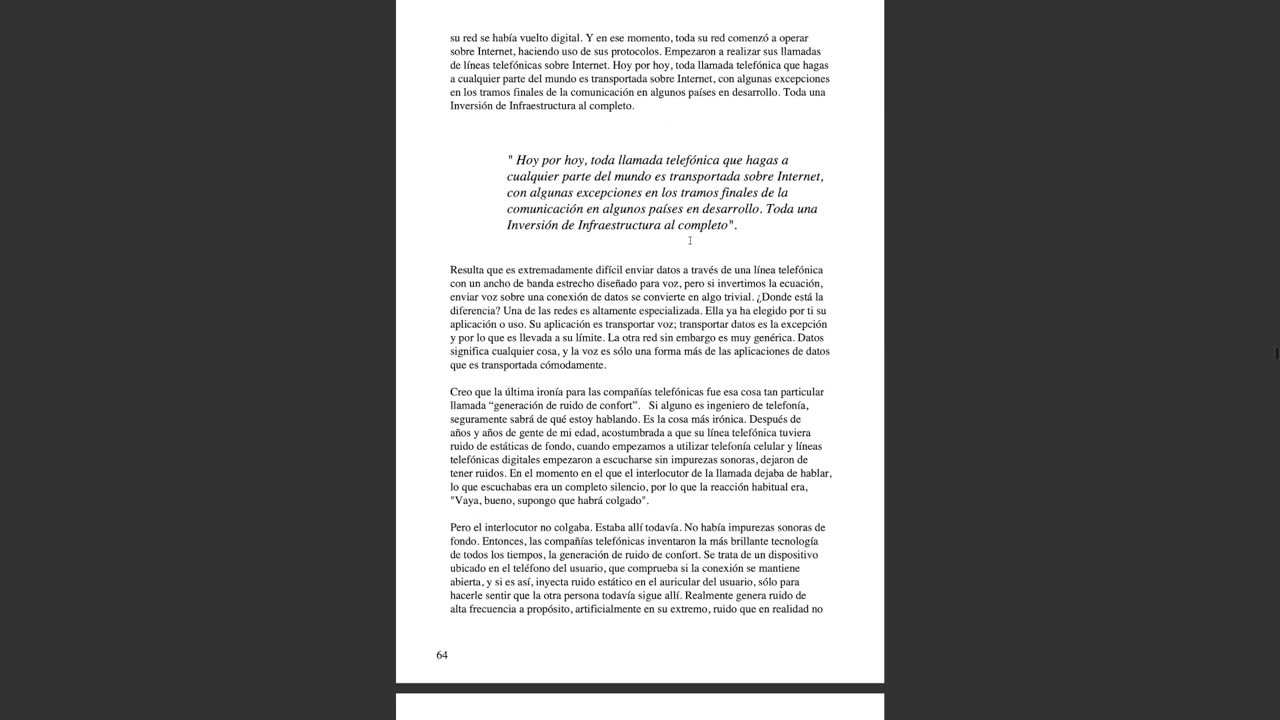 su red se había vuelto digital. Y en ese momento, toda su red comenzó a operar
sobre Internet, haciendo uso de sus protocolos. Empezaron a realizar sus llamadas
de líneas telefónicas sobre Internet. Hoy por hoy, toda llamada telefónica que hagas
a cualquier parte del mundo es transportada sobre Internet, con algunas excepciones
en los tramos finales de la comunicación en algunos países en desarrollo. Toda una
Inversión de Infraestructura al completo.
" Hoy por hoy, toda llamada telefónica que hagas a
cualquier parte del mundo es transportada sobre Internet,
con algunas excepciones en los tramos finales de la
comunicación en algunos países en desarrollo. Toda una
Inversión de Infraestructura al completo".
Resulta que es extremadamente difícil enviar datos a través de una línea telefónica
con un ancho de banda estrecho diseñado para voz, pero si invertimos la ecuación,
enviar voz sobre una conexión de datos se convierte en algo trivial. ¿Donde está la
diferencia? Una de las redes es altamente especializada. Ella ya ha elegido por ti su
aplicación o uso. Su aplicación es transportar voz; transportar datos es la excepción
y por lo que es llevada a su límite. La otra red sin embargo es muy genérica. Datos
significa cualquier cosa, y la voz es sólo una forma más de las aplicaciones de datos
que es transportada cómodamente.
Creo que la última ironía para las compañías telefónicas fue esa cosa tan particular
llamada “generación de ruido de confort”. Si alguno es ingeniero de telefonía,
seguramente sabrá de qué estoy hablando. Es la cosa más irónica. Después de
años y años de gente de mi edad, acostumbrada a que su línea telefónica tuviera
ruido de estáticas de fondo, cuando empezamos a utilizar telefonía celular y líneas
telefónicas digitales empezaron a escucharse sin impurezas sonoras, dejaron de
tener ruidos. En el momento en el que el interlocutor de la llamada dejaba de hablar,
lo que escuchabas era un completo silencio, por lo que la reacción habitual era,
"Vaya, bueno, supongo que habrá colgado".
Pero el interlocutor no colgaba. Estaba allí todavía. No había impurezas sonoras de
fondo. Entonces, las compañías telefónicas inventaron la más brillante tecnología
de todos los tiempos, la generación de ruido de confort. Se trata de un dispositivo
ubicado en el teléfono del usuario, que comprueba si la conexión se mantiene
abierta, y si es así, inyecta ruido estático en el auricular del usuario, sólo para
hacerle sentir que la otra persona todavía sigue allí. Realmente genera ruido de
alta frecuencia a propósito, artificialmente en su extremo, ruido que en realidad no
64